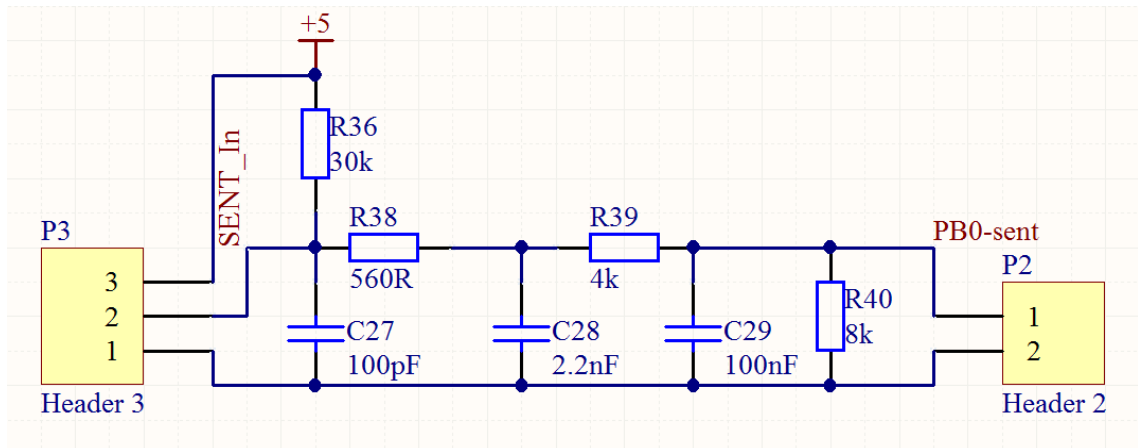 +5
R36
30k
SENT_In
P3
3
2
1
Header 3
R38
560R
R39
4k
PB0-sent
P2
1
2
Header 2
C27
100pF
C28
2.2nF
C29
100nF
R40
8k